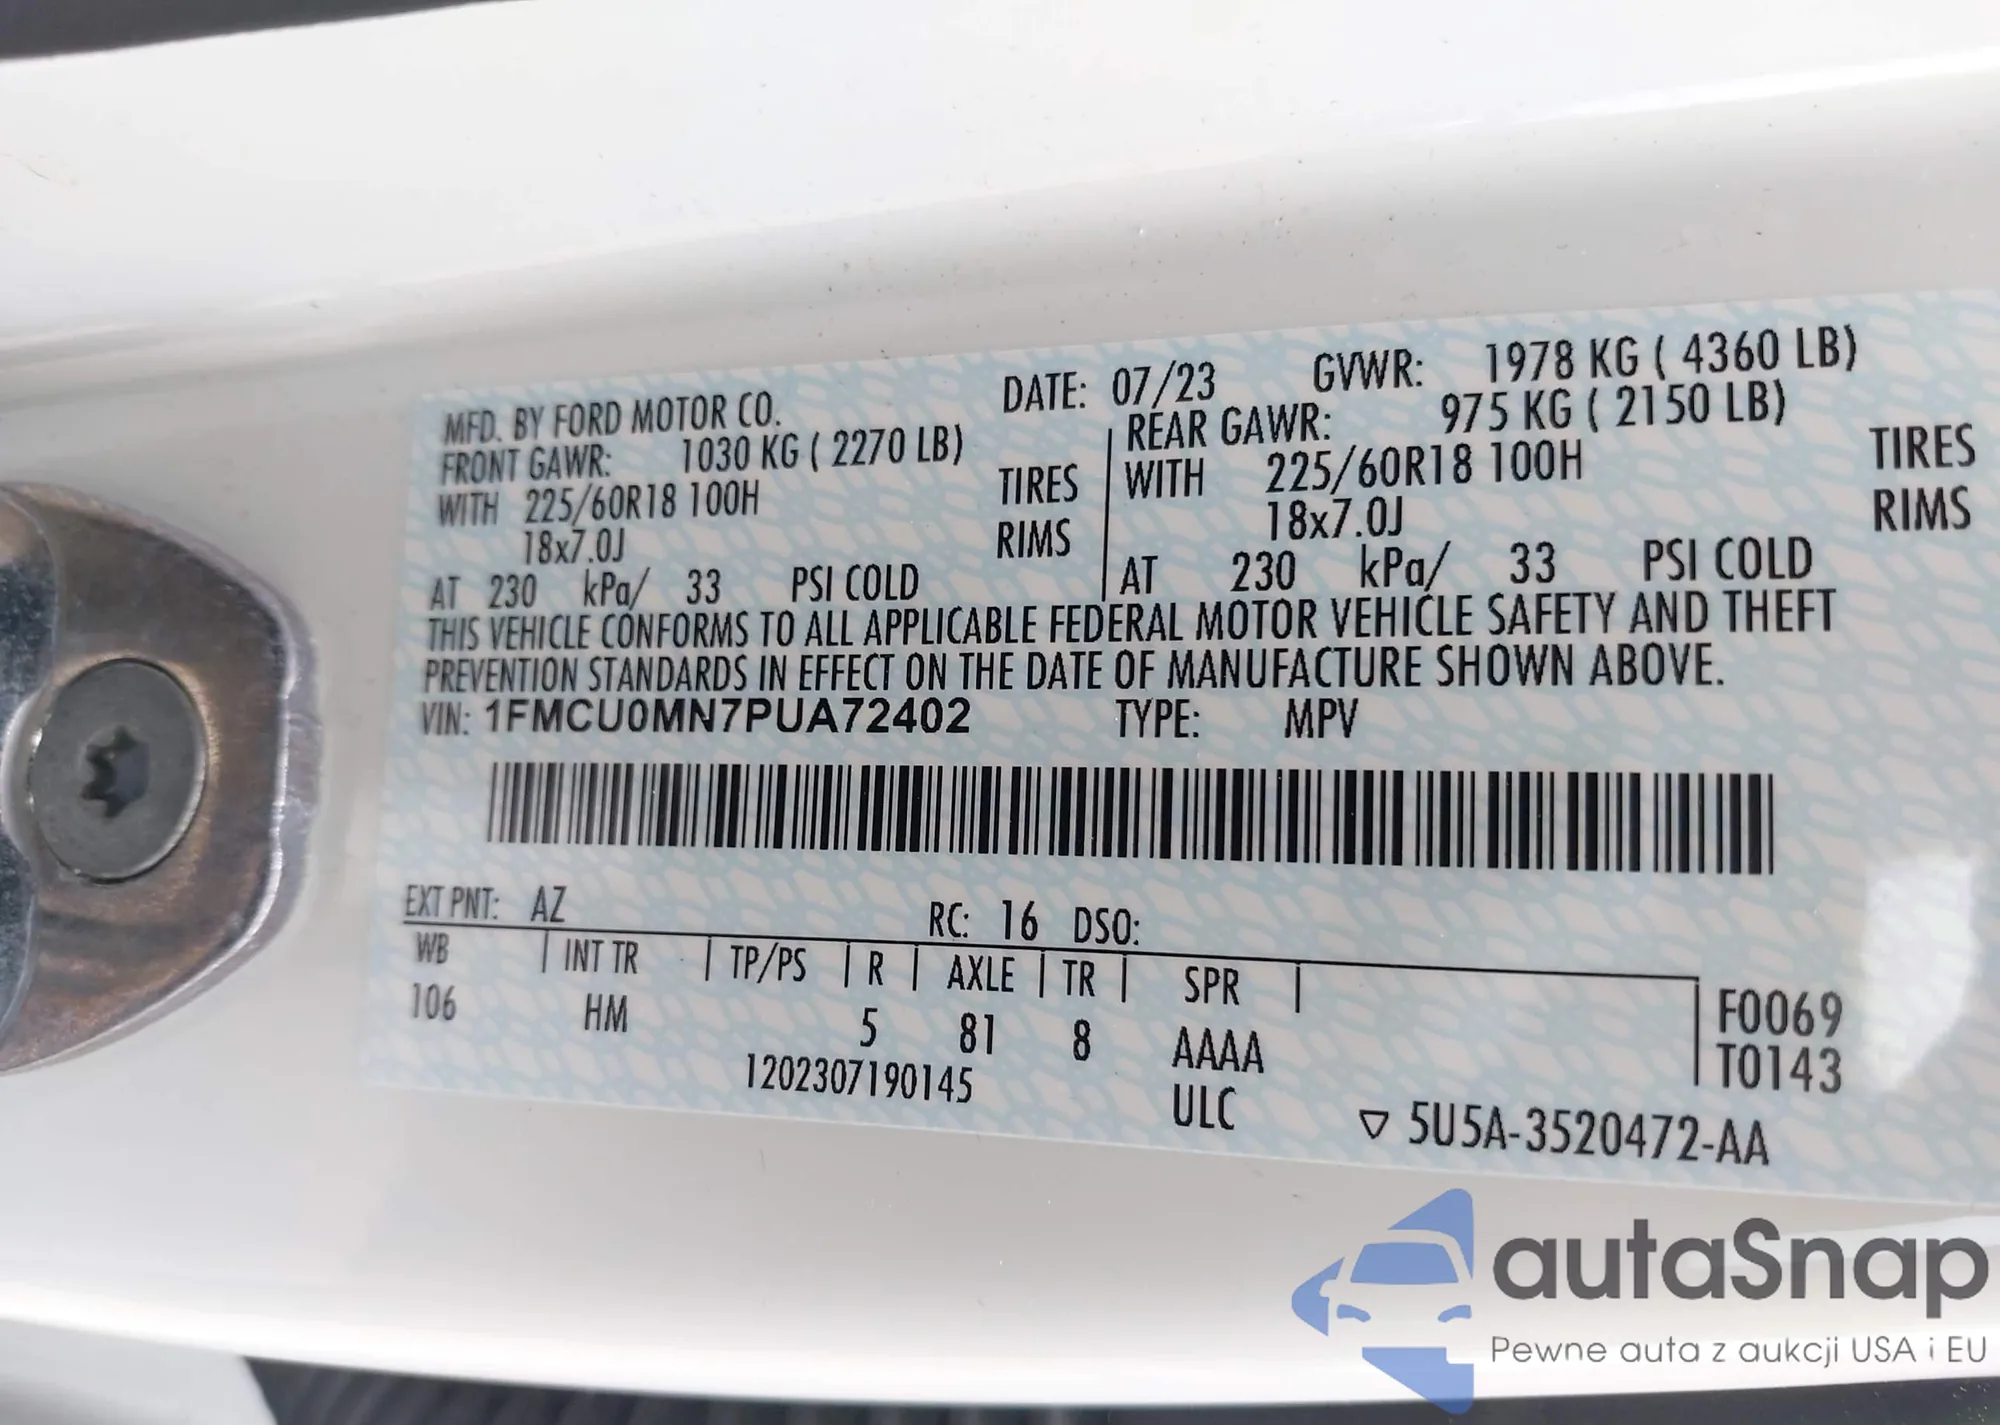 MFD. BY FORD MOTOR CO. DATE: 07/23 GVWR: 1978 KG ( 4360 LB)
FRONT GAWR: 1030 KG ( 2270 LB) REAR GAWR: 975 KG ( 2150 LB)
WITH 225/60R18 100H TIRES WITH 225/60R18 100H TIRES
18x7.0J RIMS 18x7.0J RIMS
AT 230 kPa/ 33 PSI COLD AT 230 kPa/ 33 PSI COLD
THIS VEHICLE CONFORMS TO ALL APPLICABLE FEDERAL MOTOR VEHICLE SAFETY AND THEFT
PREVENTION STANDARDS IN EFFECT ON THE DATE OF MANUFACTURE SHOWN ABOVE.
VIN: 1FMCU0MN7PUA72402 TYPE: MPV
EXT PNT: AZ RC: 16 DSO:
WB INT TR TP/PS R AXLE TR SPR F0069
106 HM 5 81 8 AAAA T0143
1202307190145 ULC ▽ 5U5A-3520472-AA
autaSnap
Pewne auta z aukcji USA i EU